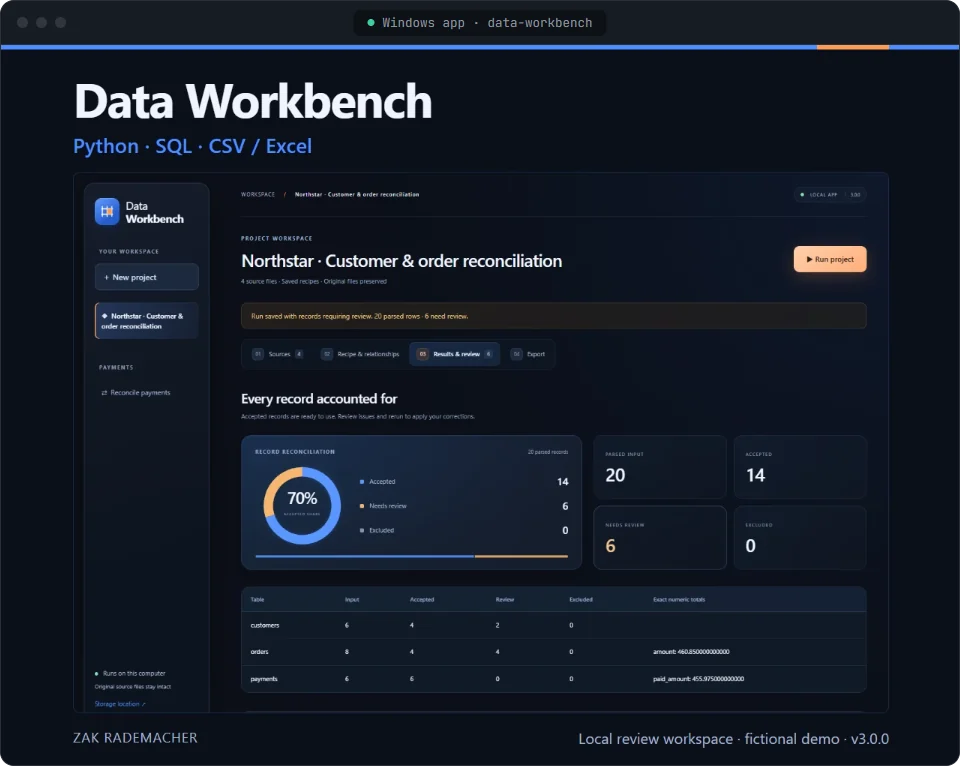 Windows app · data-workbench
Data Workbench
Python · SQL · CSV / Excel
Data
Workbench
YOUR WORKSPACE
+ New project
Northstar · Customer &
order reconciliation
PAYMENTS
⇄ Reconcile payments
Runs on this computer
Original source files stay intact
Storage location ↗
WORKSPACE / Northstar · Customer & order reconciliation
LOCAL APP 3.0.0
PROJECT WORKSPACE
Northstar · Customer & order reconciliation
4 source files · Saved recipes · Original files preserved
▶ Run project
Run saved with records requiring review. 20 parsed rows · 6 need review.
01 Sources 4
02 Recipe & relationships
03 Results & review 6
04 Export
Every record accounted for
Accepted records are ready to use. Review issues and rerun to apply your corrections.
RECORD RECONCILIATION
20 parsed records
70%
ACCEPTED SHARE
Accepted 14
Needs review 6
Excluded 0
PARSED INPUT
20
ACCEPTED
14
NEEDS REVIEW
6
EXCLUDED
0
Table Input Accepted Review Excluded Exact numeric totals
customers 6 4 2 0
orders 8 4 4 0 amount: 460.850000000000
payments 6 6 0 0 paid_amount: 455.975000000000
ZAK RADEMACHER
Local review workspace · fictional demo · v3.0.0